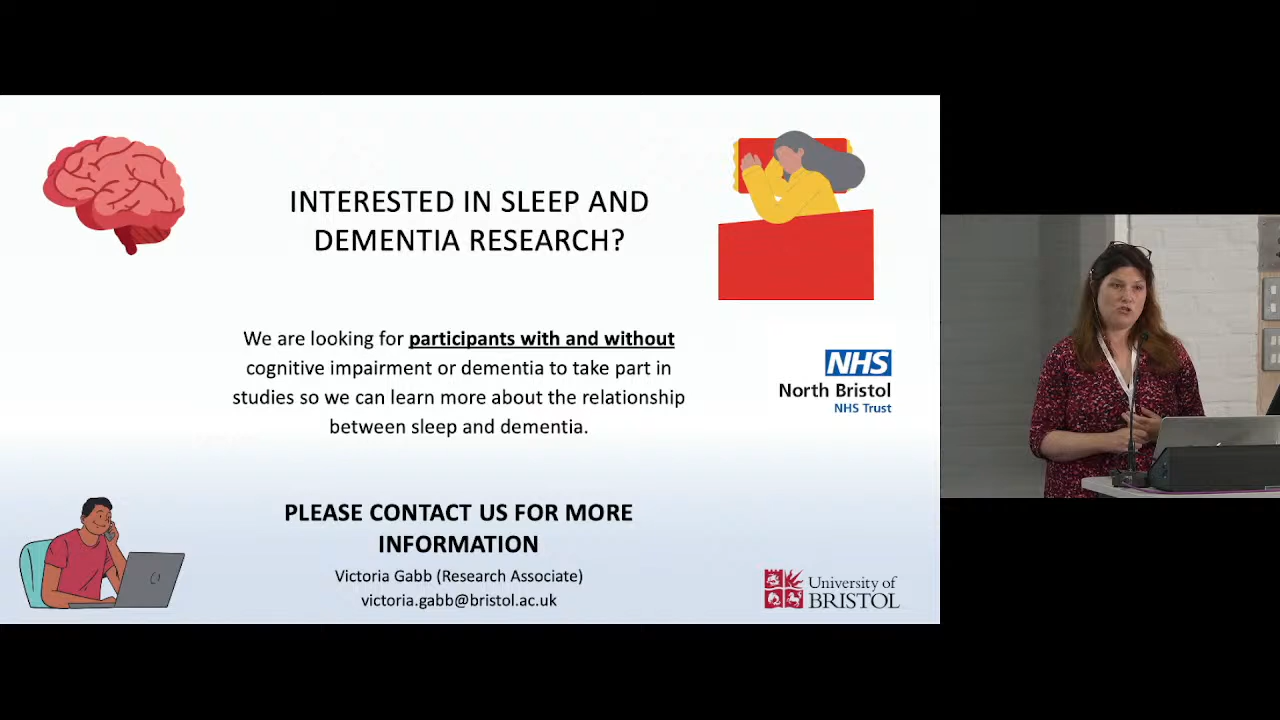 INTERESTED IN SLEEP AND
DEMENTIA RESEARCH?
We are looking for participants with and without
cognitive impairment or dementia to take part in
studies so we can learn more about the relationship
between sleep and dementia.
NHS
North Bristol
NHS Trust
PLEASE CONTACT US FOR MORE
INFORMATION
Victoria Gabb (Research Associate)
victoria.gabb@bristol.ac.uk
University of
BRISTOL